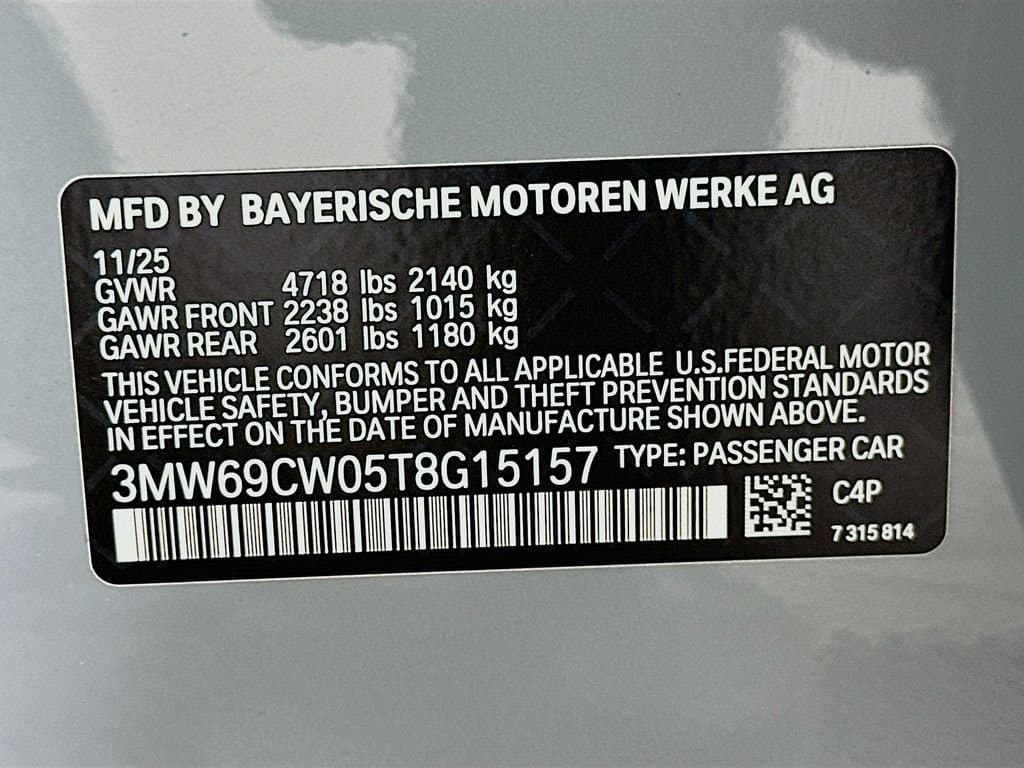 MFD BY BAYERISCHE MOTOREN WERKE AG
11/25
GVWR 4718 lbs 2140 kg
GAWR FRONT 2238 lbs 1015 kg
GAWR REAR 2601 lbs 1180 kg
THIS VEHICLE CONFORMS TO ALL APPLICABLE U.S.FEDERAL MOTOR
VEHICLE SAFETY, BUMPER AND THEFT PREVENTION STANDARDS
IN EFFECT ON THE DATE OF MANUFACTURE SHOWN ABOVE.
3MW69CW05T8G15157 TYPE: PASSENGER CAR
C4P
7 315 814